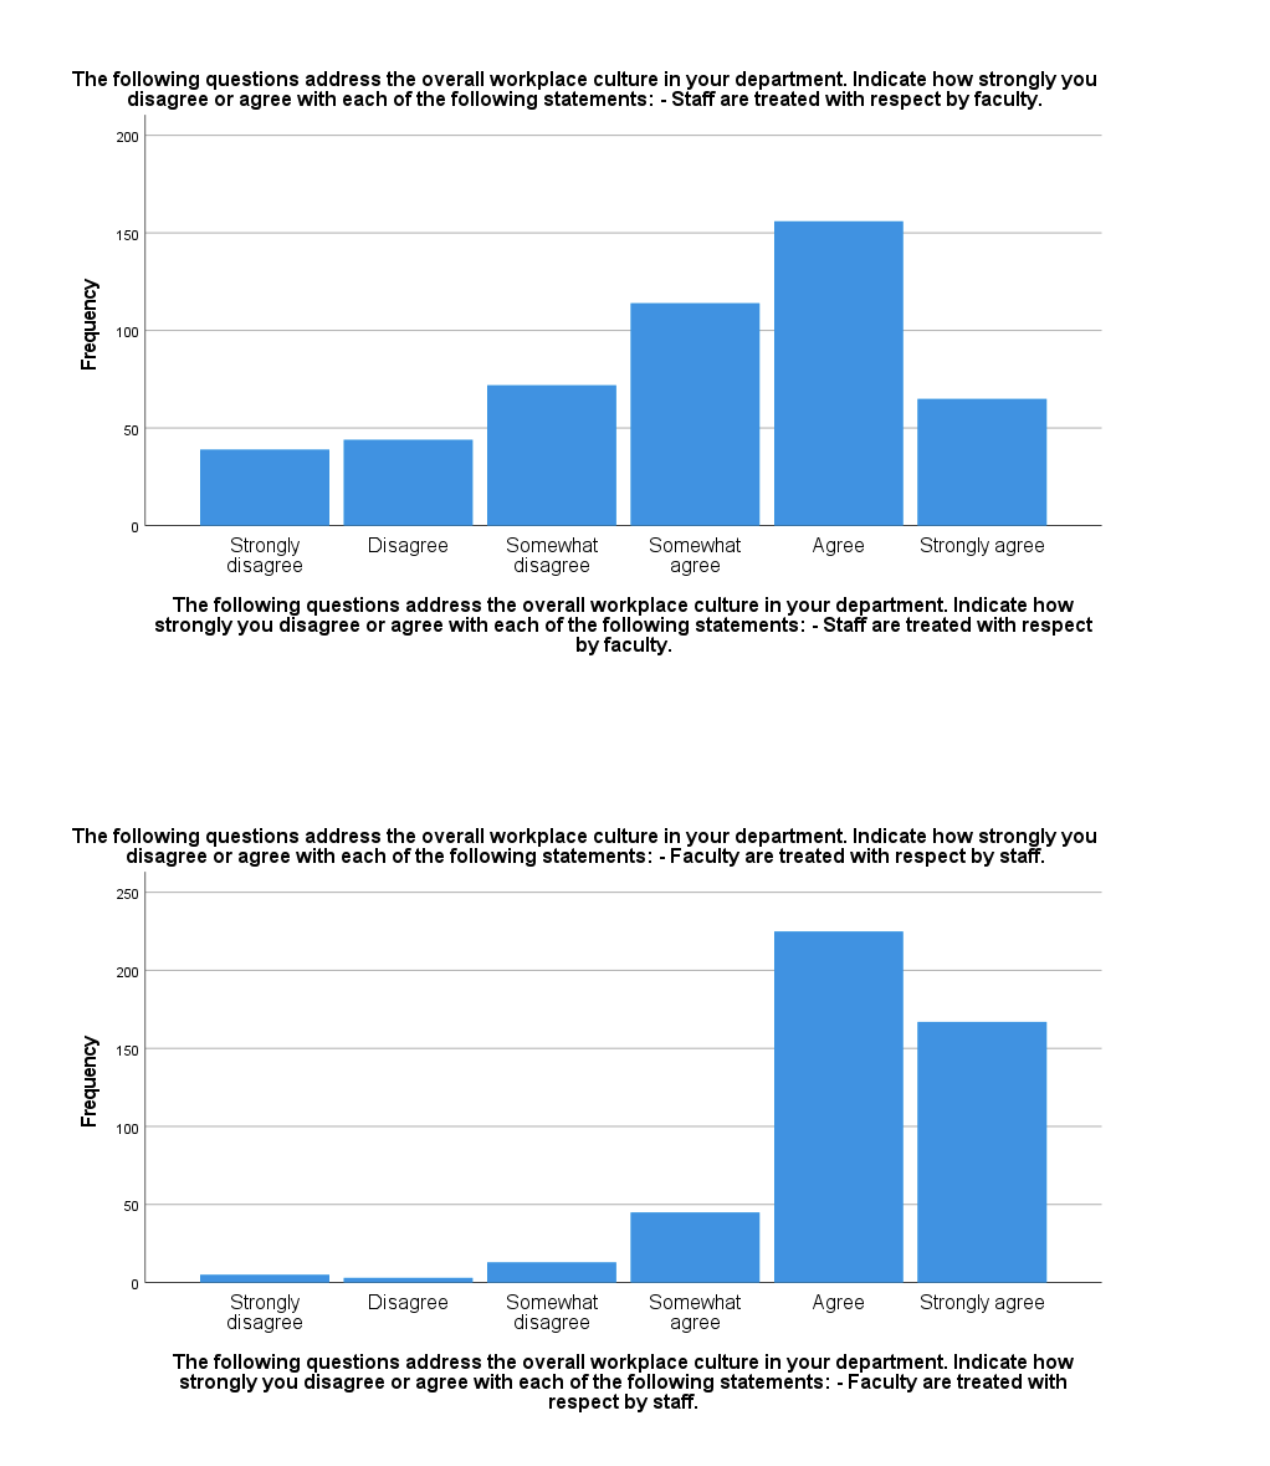 The following questions address the overall workplace culture in your department. Indicate how strongly you
disagree or agree with each of the following statements: - Staff are treated with respect by faculty.
200
150
100
50
0
Frequency
Strongly disagree
Disagree
Somewhat disagree
Somewhat agree
Agree
Strongly agree
The following questions address the overall workplace culture in your department. Indicate how
strongly you disagree or agree with each of the following statements: - Staff are treated with respect
by faculty.
The following questions address the overall workplace culture in your department. Indicate how strongly you
disagree or agree with each of the following statements: - Faculty are treated with respect by staff.
250
200
150
100
50
0
Frequency
Strongly disagree
Disagree
Somewhat disagree
Somewhat agree
Agree
Strongly agree
The following questions address the overall workplace culture in your department. Indicate how
strongly you disagree or agree with each of the following statements: - Faculty are treated with
respect by staff.